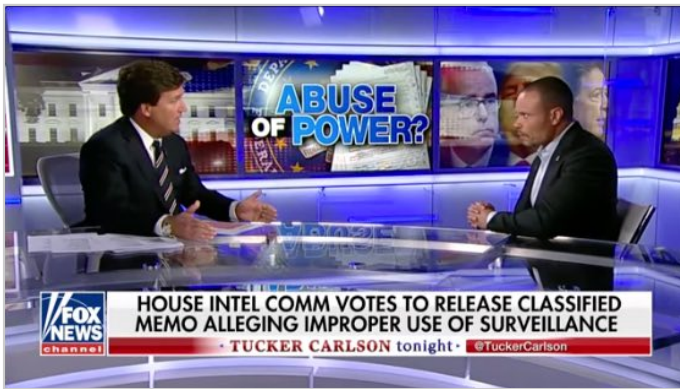 DEPA
ABUSE
OF POWER?
HOUSE INTEL COMM VOTES TO RELEASE CLASSIFIED
MEMO ALLEGING IMPROPER USE OF SURVEILLANCE
FOX
NEWS
channel
· TUCKER CARLSON tonight · @TuckerCarlson